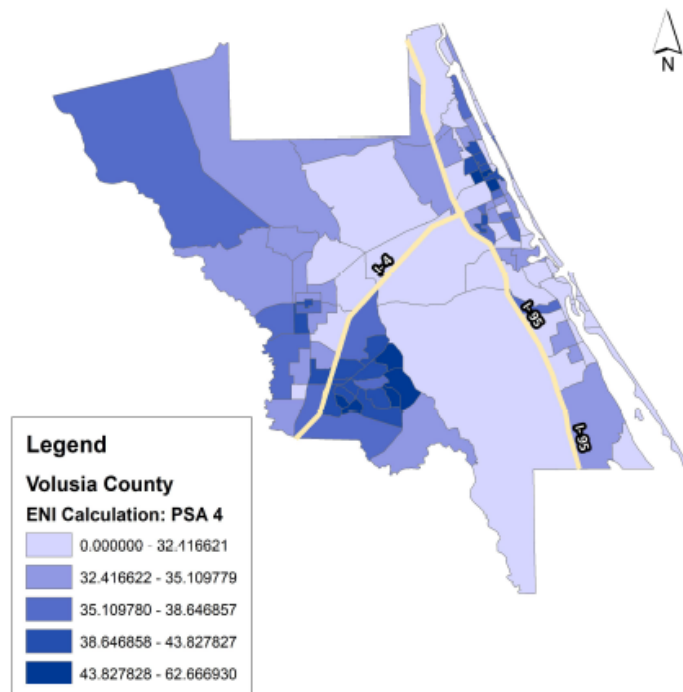 N
I-4
I-95
I-95
Legend
Volusia County
ENI Calculation: PSA 4
0.000000 - 32.416621
32.416622 - 35.109779
35.109780 - 38.646857
38.646858 - 43.827827
43.827828 - 62.666930